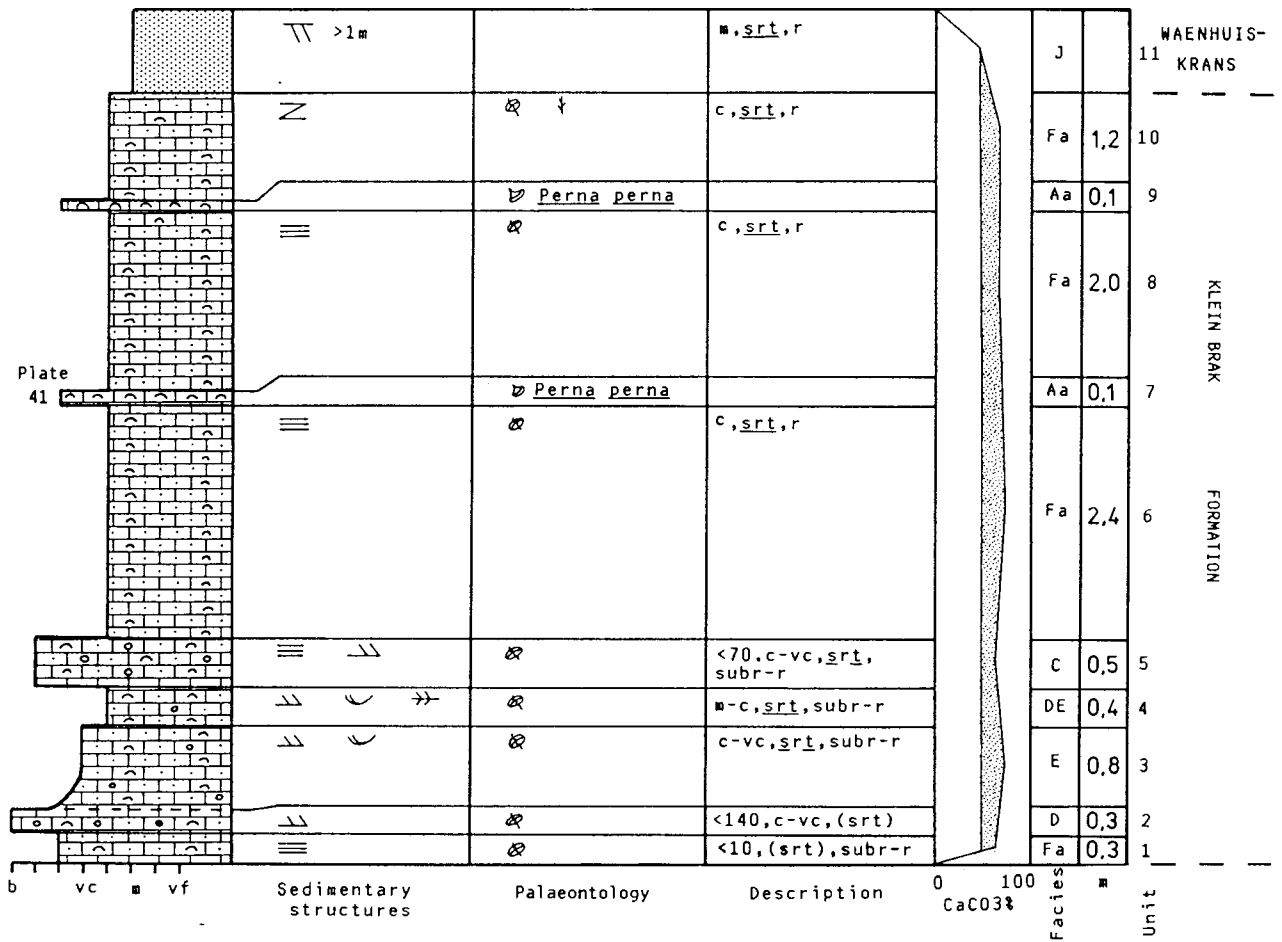 >1m m,srt,r J 11 WAENHUIS-
KRANS
c,srt,r Fa 1,2 10
Perna perna Aa 0,1 9
c,srt,r Fa 2,0 8
KLEIN BRAK
Plate
41
Perna perna Aa 0,1 7
c,srt,r Fa 2,4 6
FORMATION
<70,c-vc,srt,
subr-r C 0,5 5
m-c,srt,subr-r DE 0,4 4
c-vc,srt,subr-r E 0,8 3
<140,c-vc,(srt) D 0,3 2
<10,(srt),subr-r Fa 0,3 1
b vc m vf
Sedimentary
structures
Palaeontology
Description
0 100
CaCO3%
Facies
m
Unit